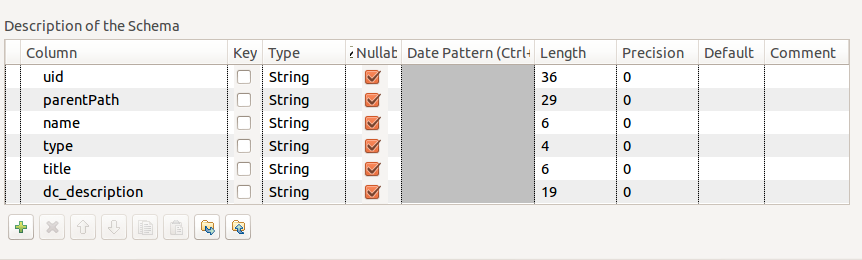 Description of the Schema
Column Key Type Nullab Date Pattern (Ctrl+ Length Precision Default Comment
uid String 36 0
parentPath String 29 0
name String 6 0
type String 4 0
title String 6 0
dc_description String 19 0